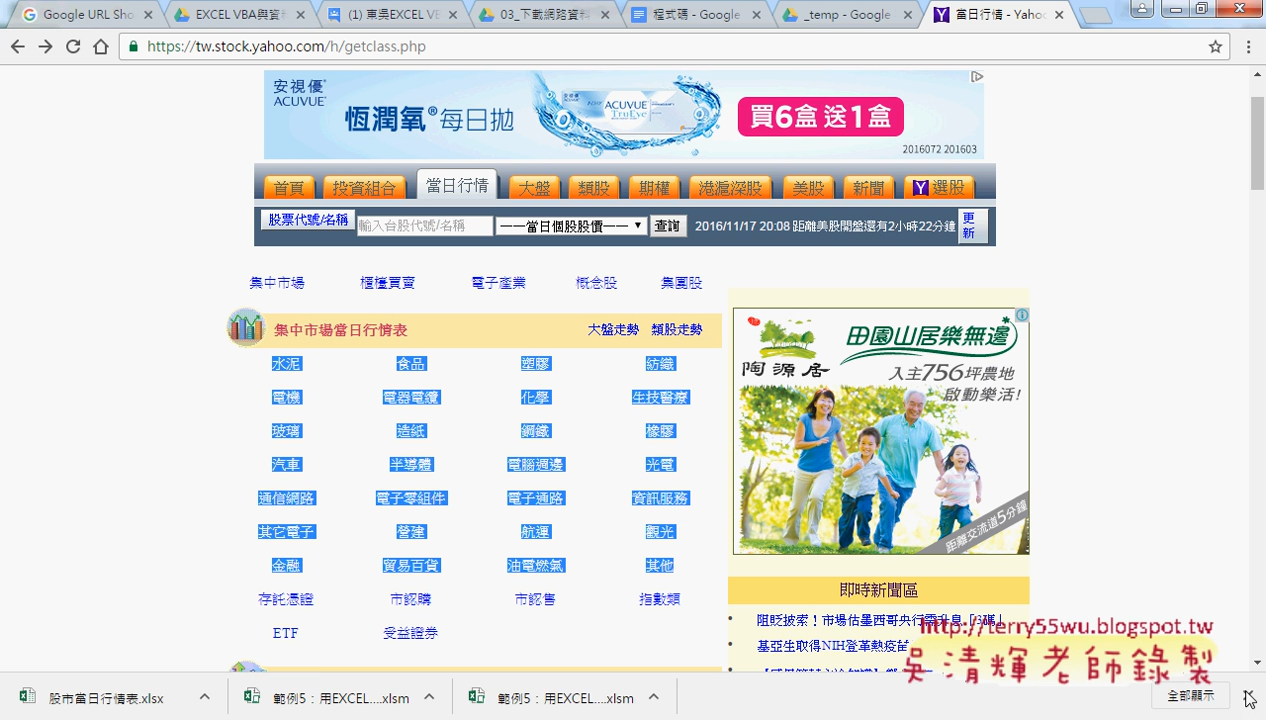 Google URL Sho
EXCEL VBA與資料
(1) 東吳EXCEL VE
03_下載網路資料
程式碼 - Google
_temp - Google
當日行情 - Yahoo
https://tw.stock.yahoo.com/h/getclass.php
安視優®
ACUVUE®
恆潤氧®每日拋
安視優
ACUVUE
TruEye
買6盒 送1盒
2016072 201603
首頁 投資組合 當日行情 大盤 類股 期權 港滬深股 美股 新聞 Y 選股
股票代號/名稱 輸入台股代號/名稱 ──當日個股股價── 查詢 2016/11/17 20:08 距離美股開盤還有2小時22分鐘 更新
集中市場 櫃檯買賣 電子產業 概念股 集團股
集中市場當日行情表 大盤走勢 類股走勢
水泥 食品 塑膠 紡織
電機 電器電纜 化學 生技醫療
玻璃 造紙 鋼鐵 橡膠
汽車 半導體 電腦週邊 光電
通信網路 電子零組件 電子通路 資訊服務
其它電子 營建 航運 觀光
金融 貿易百貨 油電燃氣 其他
存託憑證 市認購 市認售 指數類
ETF 受益證券
陶源居
田園山居樂無邊
入主756坪農地
啟動樂活!
距離交流道5分鐘
即時新聞區
阻貶披索！市場估墨西哥央行需升息「3碼」
基亞生取得NIH登革熱疫苗
http://terry55wu.blogspot.tw
吳清輝老師錄製
股市當日行情表.xlsx
範例5：用EXCEL....xlsm
範例5：用EXCEL....xlsm
全部顯示